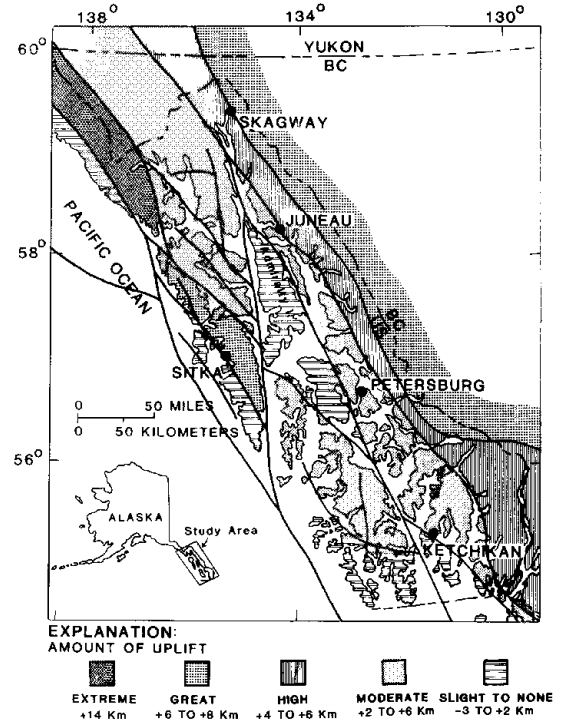 138° 134° 130°
60°
YUKON
BC
SKAGWAY
JUNEAU
58°
PACIFIC OCEAN
BC
US
SITKA
PETERSBURG
0 50 MILES
0 50 KILOMETERS
56°
ALASKA
Study Area
KETCHIKAN
EXPLANATION:
AMOUNT OF UPLIFT
EXTREME GREAT HIGH MODERATE SLIGHT TO NONE
+14 Km +6 TO +8 Km +4 TO +6 Km +2 TO +6 Km -3 TO +2 Km